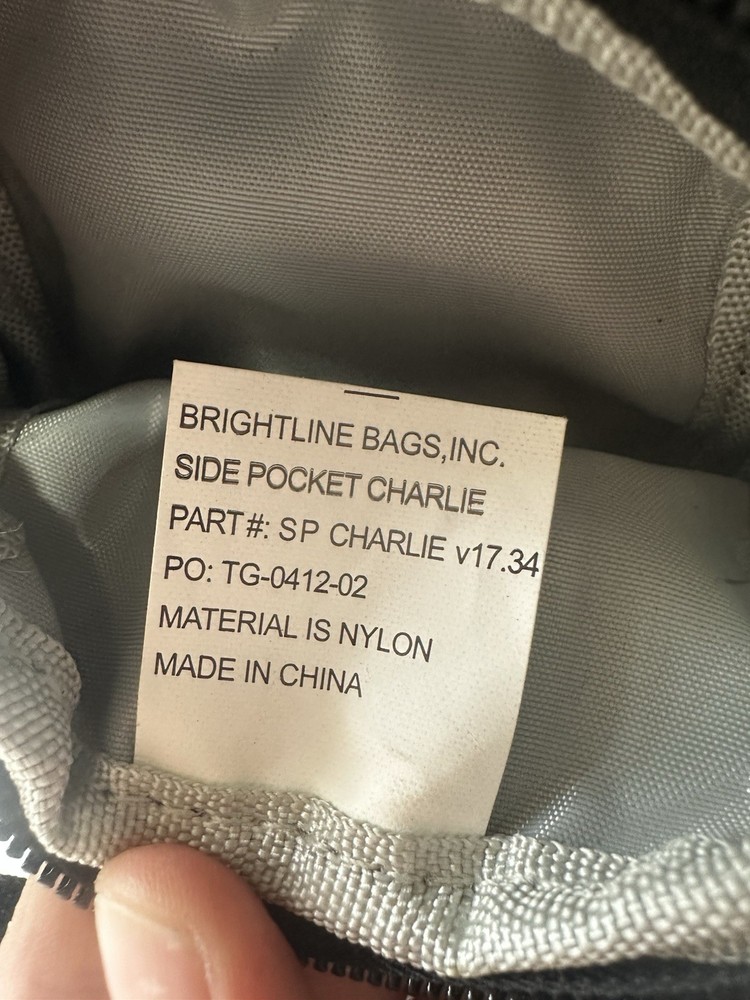 BRIGHTLINE BAGS,INC.
SIDE POCKET CHARLIE
PART#: SP CHARLIE v17.34
PO: TG-0412-02
MATERIAL IS NYLON
MADE IN CHINA